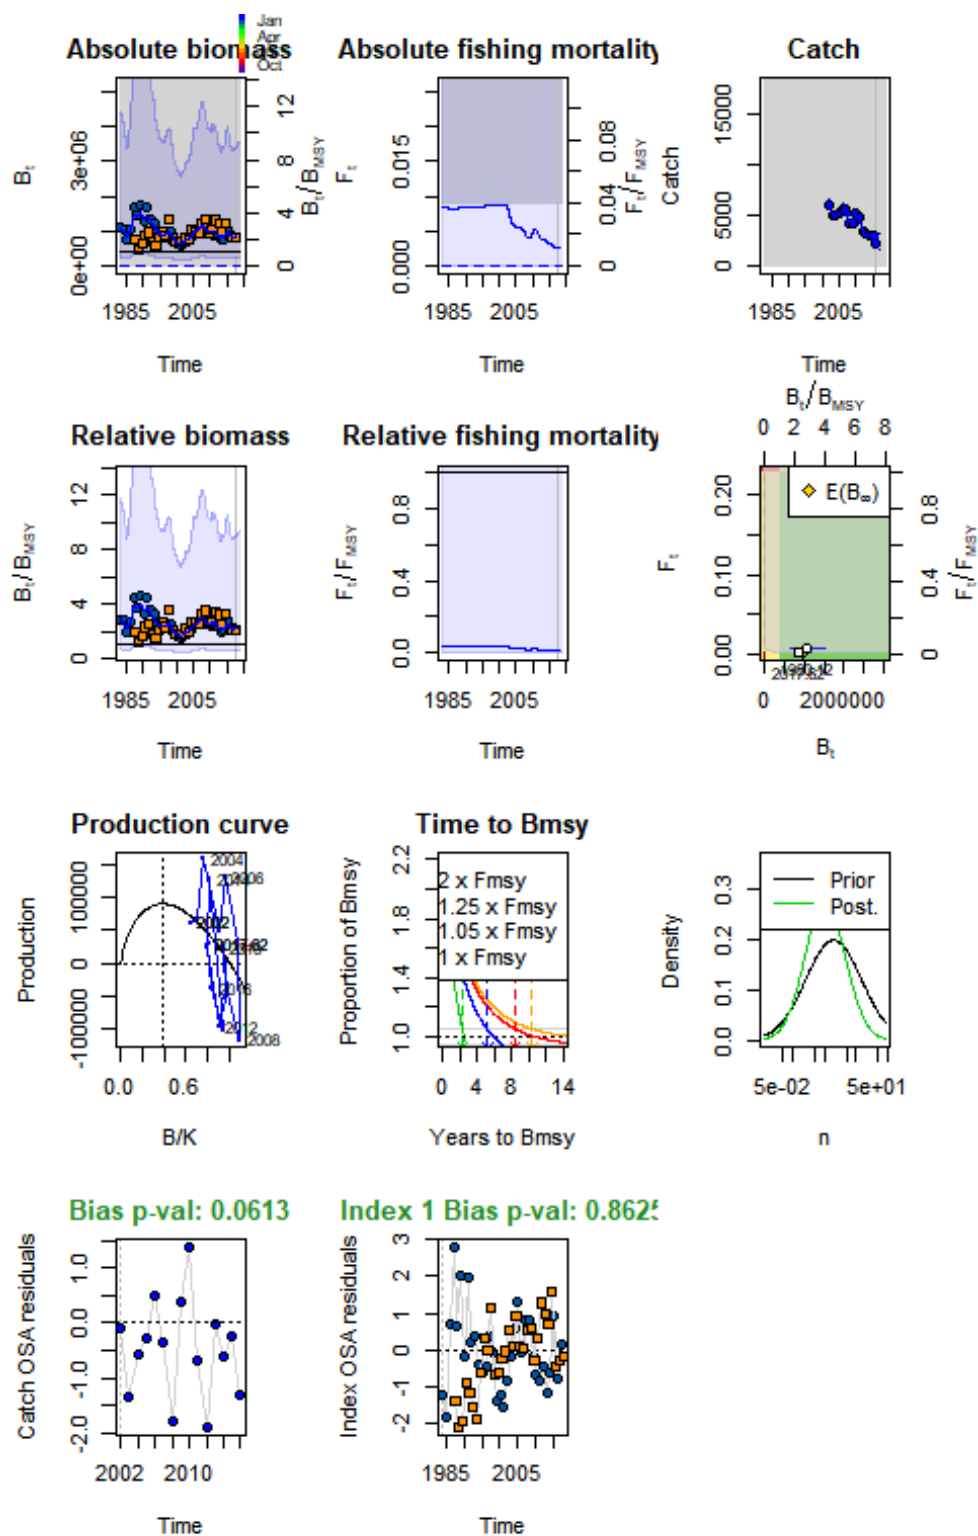 Jan
Apr
Oct
Absolute biomass
Absolute fishing mortality
Catch
Bt
0e+00 3e+06
0 4 8 12
Bt/BMSY
1985 2005
Time
Ft
0.000 0.015
0 0.04 0.08
Ft/FMSY
1985 2005
Time
Catch
0 5000 15000
1985 2005
Time
Relative biomass
Relative fishing mortality
Bt/BMSY
0 4 8 12
1985 2005
Time
Ft/FMSY
0.0 0.4 0.8
1985 2005
Time
Bt/BMSY
0 2 4 6 8
E(B∞)
Ft
0.00 0.10 0.20
0 0.4 0.8
Ft/FMSY
0 2000000
Bt
Production curve
Time to Bmsy
Production
-100000 0 100000
2004
2006
2002
2012
2008
0.0 0.6
B/K
Proportion of Bmsy
1.0 1.4 1.8 2.2
2 x Fmsy
1.25 x Fmsy
1.05 x Fmsy
1 x Fmsy
0 4 8 14
Years to Bmsy
Density
0.0 0.1 0.2 0.3
Prior
Post.
5e-02 5e+01
n
Bias p-val: 0.0613
Index 1 Bias p-val: 0.8625
Catch OSA residuals
-2.0 -1.0 0.0 1.0
2002 2010
Time
Index OSA residuals
-2 -1 0 1 2 3
1985 2005
Time